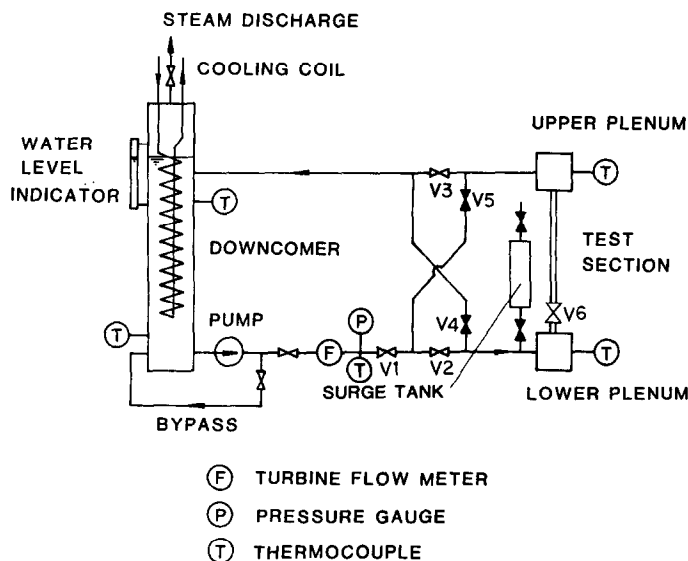 STEAM DISCHARGE
COOLING COIL
WATER
LEVEL
INDICATOR
UPPER PLENUM
T
V3
V5
T
DOWNCOMER
TEST
SECTION
T
PUMP
P
V4
V6
F
T
V1
V2
T
SURGE
TANK
LOWER PLENUM
BYPASS
F TURBINE FLOW METER
P PRESSURE GAUGE
T THERMOCOUPLE